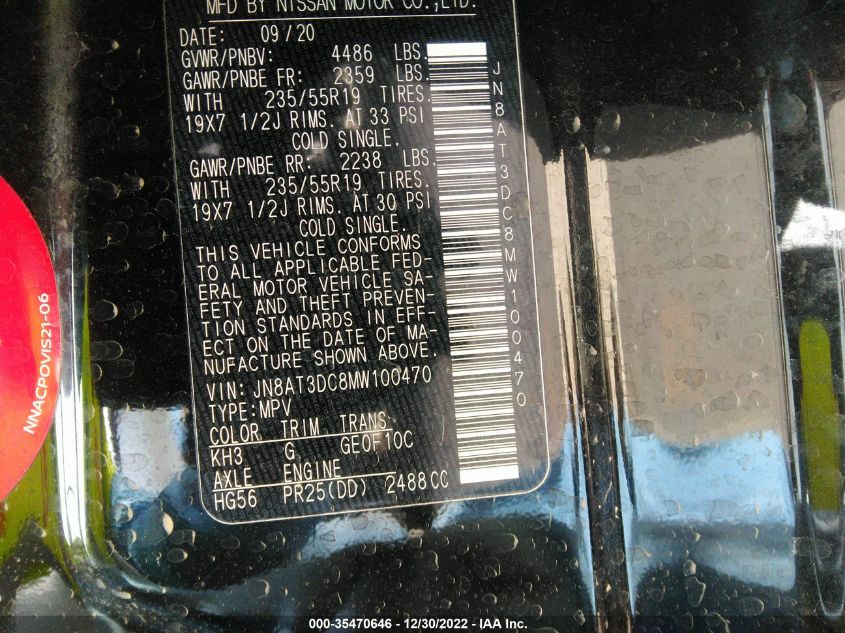 MFD BY NISSAN MOTOR CO.,LTD.
DATE: 09/20
GVWR/PNBV: 4486 LBS.
GAWR/PNBE FR: 2359 LBS.
WITH 235/55R19 TIRES.
19X7 1/2J RIMS. AT 33 PSI
COLD SINGLE.
GAWR/PNBE RR: 2238 LBS.
WITH 235/55R19 TIRES.
19X7 1/2J RIMS. AT 30 PSI
COLD SINGLE.
THIS VEHICLE CONFORMS
TO ALL APPLICABLE FED-
ERAL MOTOR VEHICLE SA-
FETY AND THEFT PREVEN-
TION STANDARDS IN EFF-
ECT ON THE DATE OF MA-
NUFACTURE SHOWN ABOVE.
VIN: JN8AT3DC8MW100470
TYPE: MPV
COLOR TRIM TRANS
KH3 G GE0F10C
AXLE ENGINE
HG56 PR25(DD) 2488CC
JN8AT3DC8MW100470
NNACPOVIS21-06
000-35470646 - 12/30/2022 - IAA Inc.